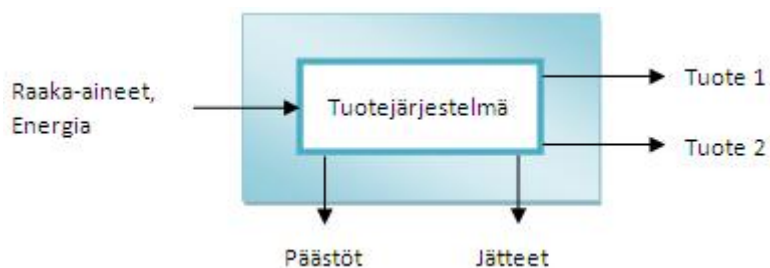 Raaka-aineet,
Energia
Tuotejärjestelmä
Tuote 1
Tuote 2
Päästöt
Jätteet